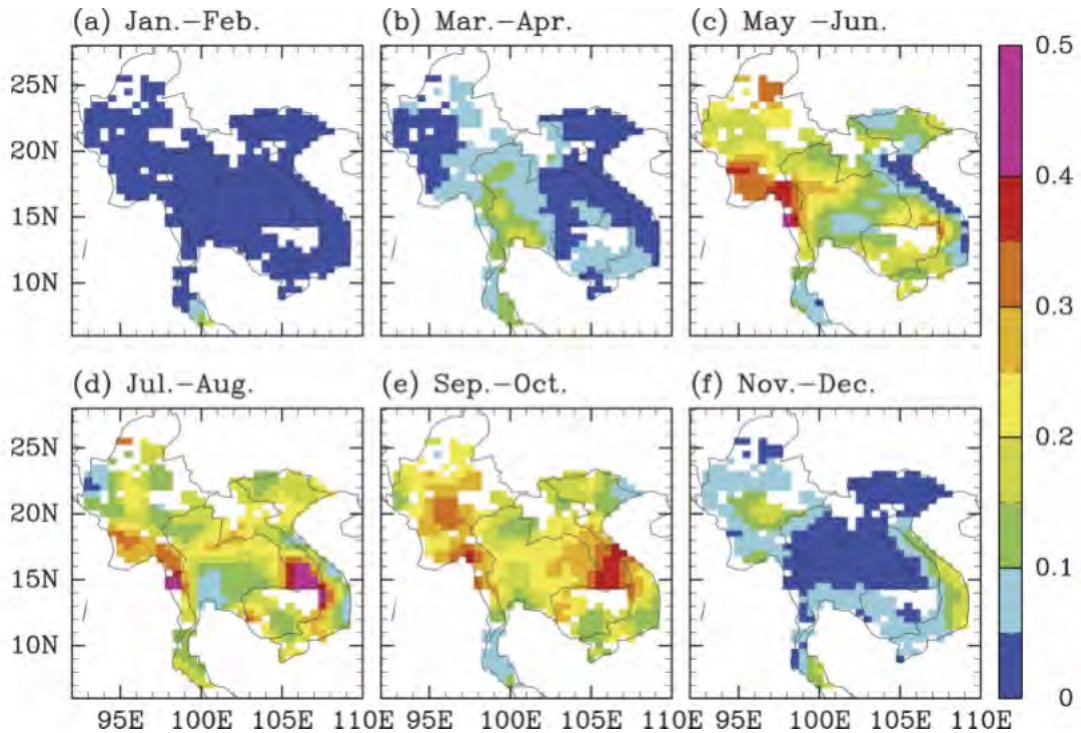 (a) Jan.-Feb.
(b) Mar.-Apr.
(c) May -Jun.
0.5
25N
20N
0.4
15N
10N
0.3
(d) Jul.-Aug.
(e) Sep.-Oct.
(f) Nov.-Dec.
25N
0.2
20N
15N
0.1
10N
0
95E 100E 105E 110E 95E 100E 105E 110E 95E 100E 105E 110E